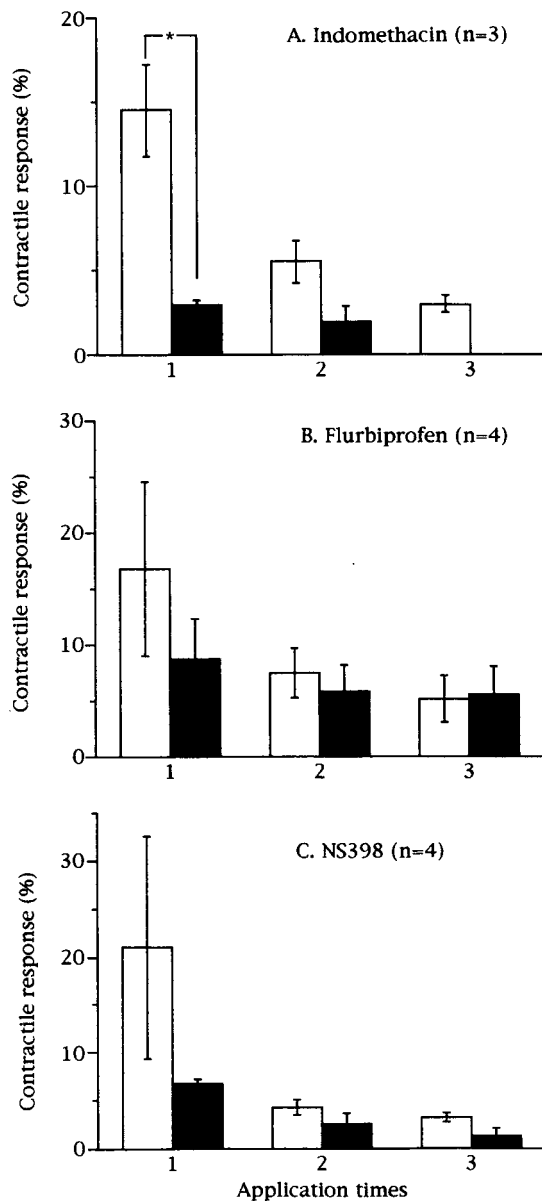 20
*
A. Indomethacin (n=3)
10
0
Contractile response (%)
1 2 3
30
B. Flurbiprofen (n=4)
20
10
0
Contractile response (%)
1 2 3
C. NS398 (n=4)
30
20
10
0
Contractile response (%)
1 2 3
Application times